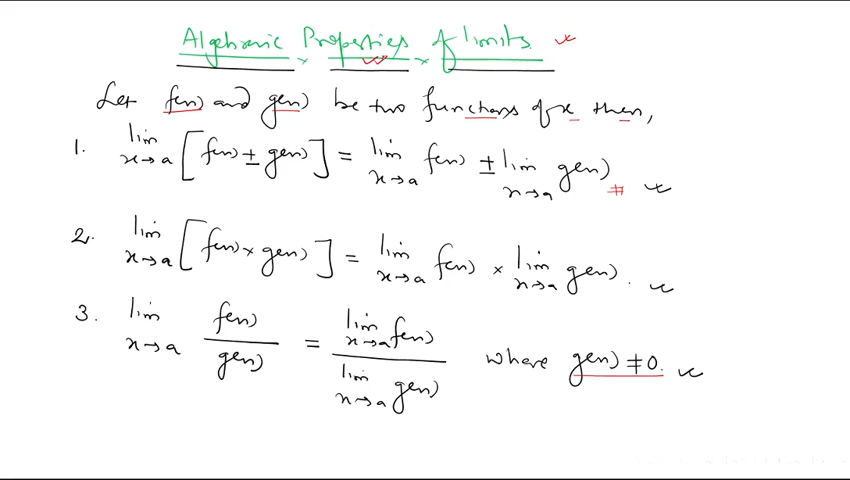 Algebraic Properties of limits
Let f(x) and g(x) be two functions of x then,
1. lim x→a [f(x) ± g(x)] = lim x→a f(x) ± lim x→a g(x)
2. lim x→a [f(x) × g(x)] = lim x→a f(x) × lim x→a g(x).
3. lim x→a f(x)/g(x) = lim x→a f(x) / lim x→a g(x) where g(x) ≠ 0.